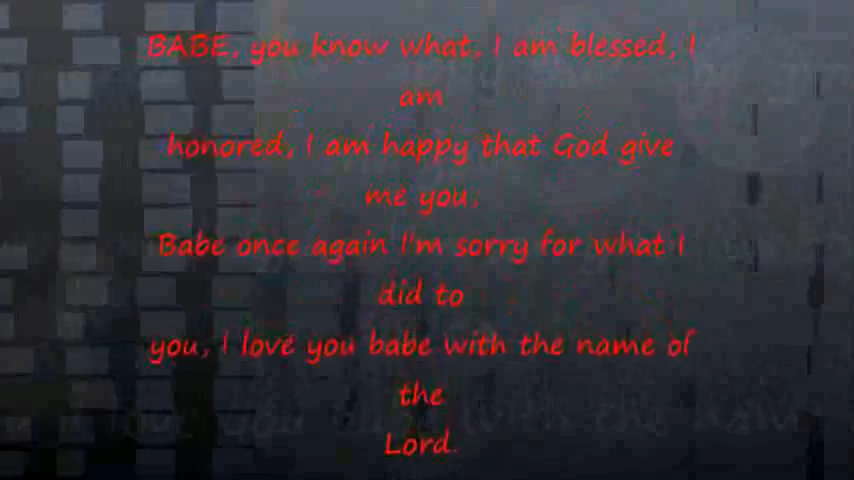 BABE, you know what, I am blessed, I
am
honored, I am happy that God give
me you,
Babe once again I'm sorry for what I
did to
you, I love you babe with the name of
the
Lord.